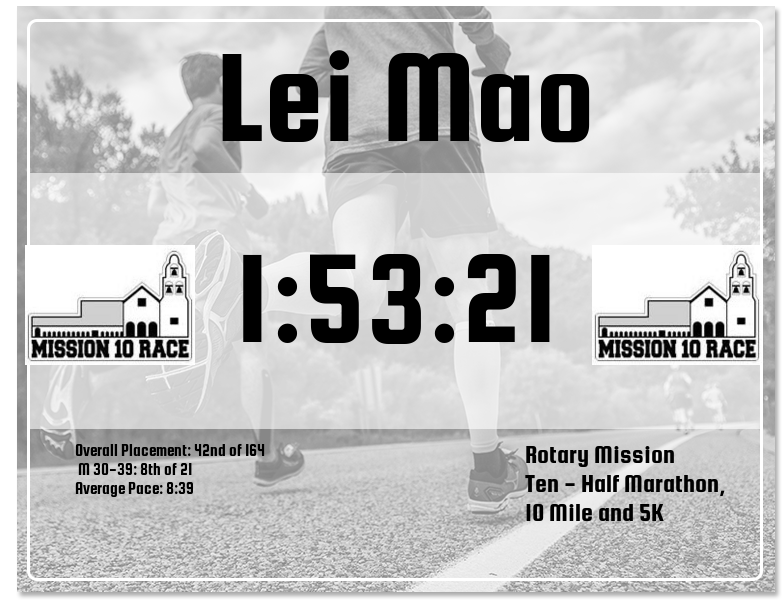 Lei Mao
1:53:21
MISSION 10 RACE
MISSION 10 RACE
Overall Placement: 42nd of 164
M 30-39: 8th of 21
Average Pace: 8:39
Rotary Mission
Ten - Half Marathon,
10 Mile and 5K